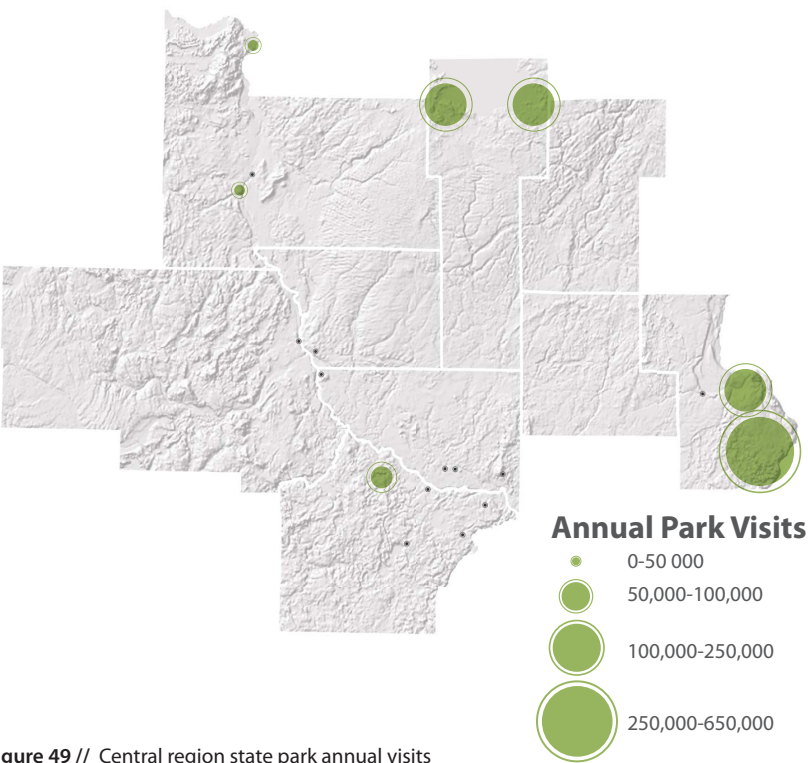 Annual Park Visits
0-50 000
50,000-100,000
100,000-250,000
250,000-650,000
gure 49 // Central region state park annual visits